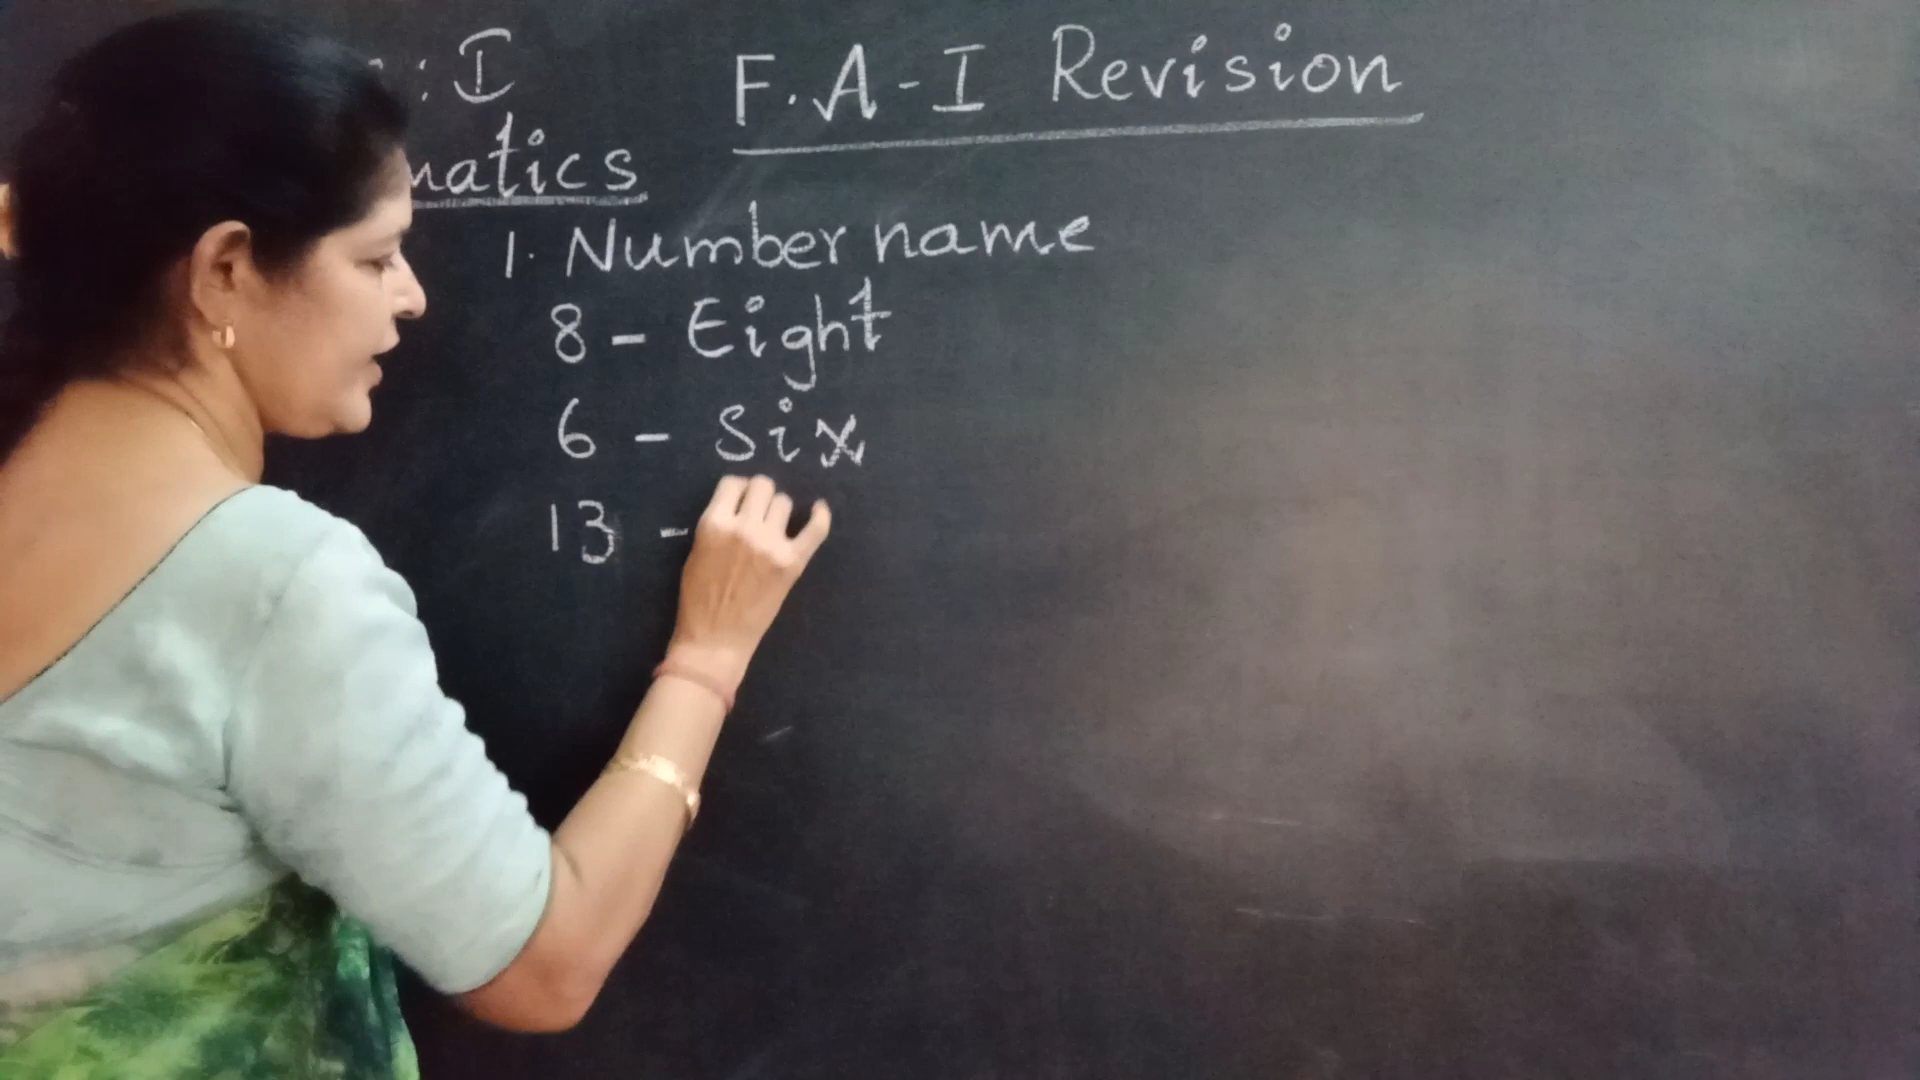 : I
F.A-I Revision
matics
1. Number name
8 - Eight
6 - Six
13 -